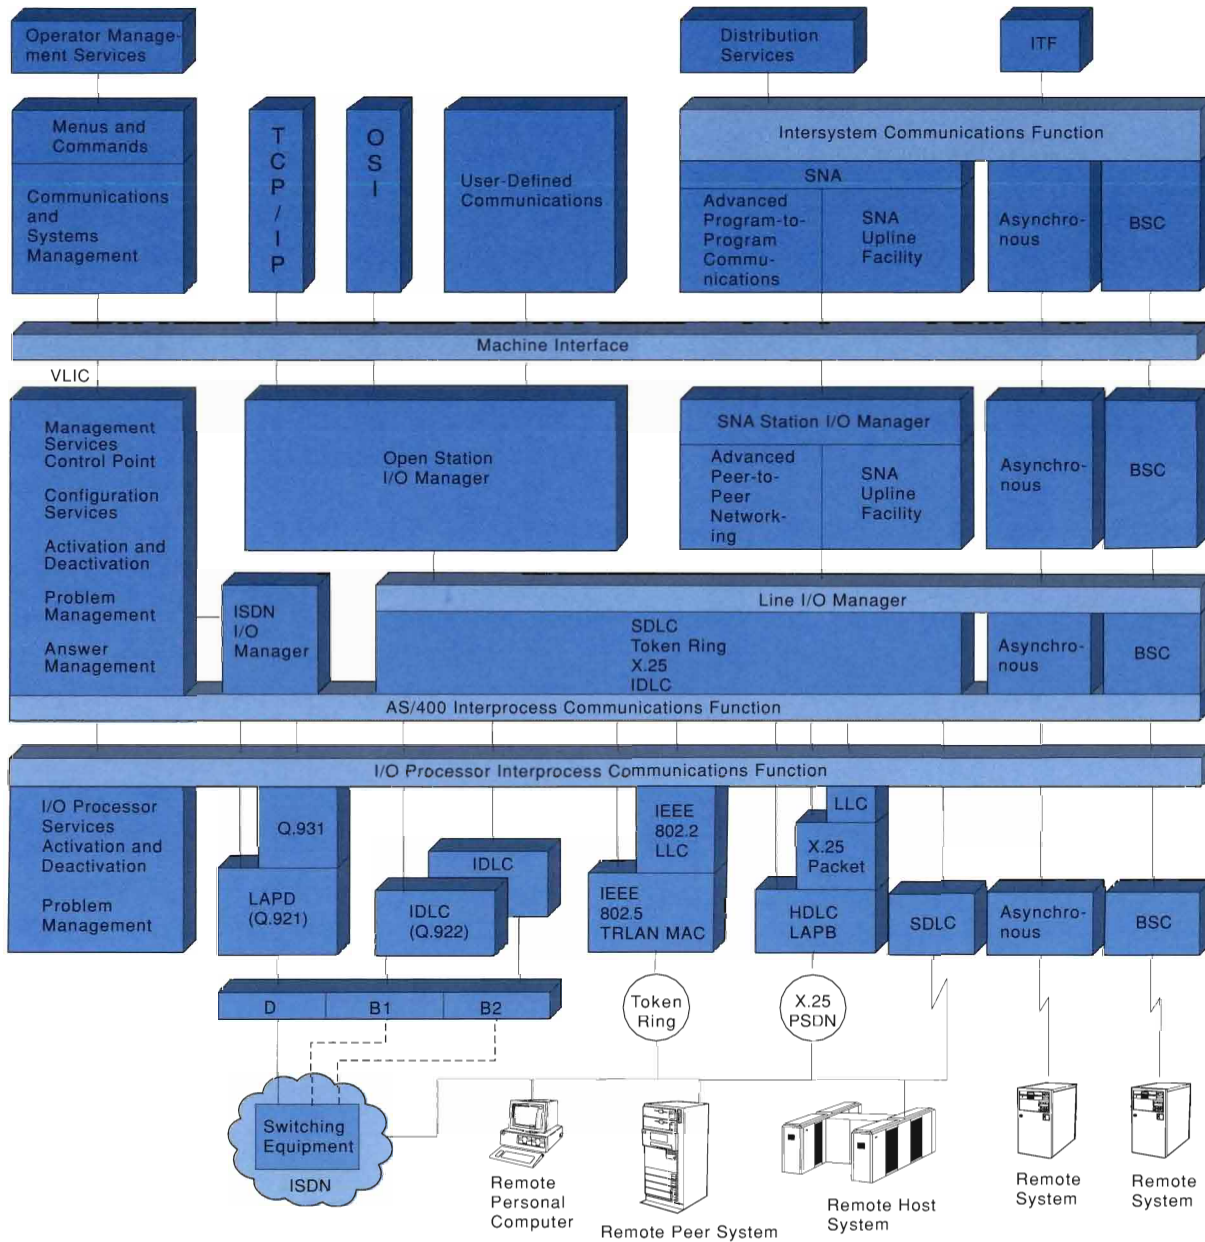 Operator Manage-
ment Services
Distribution
Services
ITF
Menus and
Commands
Communications
and
Systems
Management
T
C
P
/
I
P
O
S
I
User-Defined
Communications
Intersystem Communications Function
SNA
Advanced
Program-to-
Program
Commu-
nications
SNA
Upline
Facility
Asynchro-
nous
BSC
Machine Interface
VLIC
Management
Services
Control Point
Configuration
Services
Activation and
Deactivation
Problem
Management
Answer
Management
Open Station
I/O Manager
SNA Station I/O Manager
Advanced
Peer-to-
Peer
Network-
ing
SNA
Upline
Facility
Asynchro-
nous
BSC
ISDN
I/O
Manager
Line I/O Manager
SDLC
Token Ring
X.25
IDLC
Asynchro-
nous
BSC
AS/400 Interprocess Communications Function
I/O Processor Interprocess Communications Function
I/O Processor
Services
Activation and
Deactivation
Problem
Management
Q.931
LAPD
(Q.921)
IDLC
IDLC
(Q.922)
IEEE
802.2
LLC
IEEE
802.5
TRLAN MAC
LLC
X.25
Packet
HDLC
LAPB
SDLC
Asynchro-
nous
BSC
D
B1
B2
Token
Ring
X.25
PSDN
Switching
Equipment
ISDN
Remote
Personal
Computer
Remote Peer System
Remote Host
System
Remote
System
Remote
System